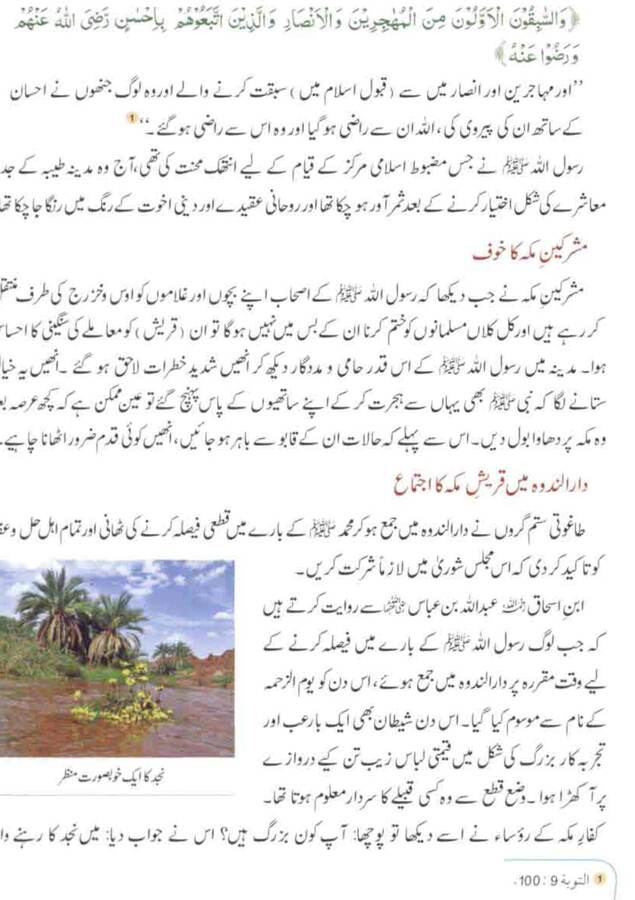 ﴿وَالسّٰبِقُوْنَ الْاَوَّلُوْنَ مِنَ الْمُهٰجِرِيْنَ وَالْاَنْصَارِ وَالَّذِيْنَ اتَّبَعُوْهُمْ بِاِحْسٰنٍ رَّضِيَ اللّٰهُ عَنْهُمْ
وَرَضُوْا عَنْهُ﴾
’’اور مہاجرین اور انصار میں سے (قبول اسلام میں) سبقت کرنے والے اور وہ لوگ جنھوں نے احسان
کے ساتھ ان کی پیروی کی، اللہ ان سے راضی ہوگیا اور وہ اس سے راضی ہوگئے۔‘‘ 1
رسول اللہ ﷺ نے جس مضبوط اسلامی مرکز کے قیام کے لیے انتھک محنت کی تھی، آج وہ مدینہ طیبہ کے جد
معاشرے کی شکل اختیار کرنے کے بعد ثمر آور ہو چکا تھا اور روحانی عقیدے اور دینی اخوت کے رنگ میں رنگا جا چکا تھا
مشرکینِ مکہ کا خوف
مشرکینِ مکہ نے جب دیکھا کہ رسول اللہ ﷺ کے اصحاب اپنے بچوں اور غلاموں کو اوس و خزرج کی طرف منتقل
کر رہے ہیں اور کل کلاں مسلمانوں کو ختم کرنا ان کے بس میں نہیں ہوگا تو ان (قریش) کو معاملے کی سنگینی کا احساس
ہوا۔ مدینہ میں رسول اللہ ﷺ کے اس قدر حامی و مددگار دیکھ کر انھیں شدید خطرات لاحق ہو گئے۔ انھیں یہ خیا
ستانے لگا کہ نبی ﷺ بھی یہاں سے ہجرت کر کے اپنے ساتھیوں کے پاس پہنچ گئے تو عین ممکن ہے کہ کچھ عرصہ بع
وہ مکہ پر دھاوا بول دیں۔ اس سے پہلے کہ حالات ان کے قابو سے باہر ہو جائیں، انھیں کوئی قدم ضرور اٹھانا چاہیے۔
دارالندوہ میں قریشِ مکہ کا اجتماع
طاغوتی ستم گروں نے دارالندوہ میں جمع ہو کر محمد ﷺ کے بارے میں قطعی فیصلہ کرنے کی ٹھانی اور تمام اہل حل و عق
کو تاکید کر دی کہ اس مجلس شوریٰ میں لازماً شرکت کریں۔
ابن اسحاق رحمہ اللہ عبداللہ بن عباس رضی اللہ عنہما سے روایت کرتے ہیں
کہ جب لوگ رسول اللہ ﷺ کے بارے میں فیصلہ کرنے کے
لیے وقت مقررہ پر دارالندوہ میں جمع ہوئے، اس دن کو یوم الزحمہ
کے نام سے موسوم کیا گیا۔ اس دن شیطان بھی ایک بارعب اور
تجربہ کار بزرگ کی شکل میں قیمتی لباس زیب تن کیے دروازے
پر آ کھڑا ہوا۔ وضع قطع سے وہ کسی قبیلے کا سردار معلوم ہوتا تھا۔
نجد کا ایک خوبصورت منظر
کفارِ مکہ کے رؤساء نے اسے دیکھا تو پوچھا: آپ کون بزرگ ہیں؟ اس نے جواب دیا: میں نجد کا رہنے وا
1 التوبة 9:100.